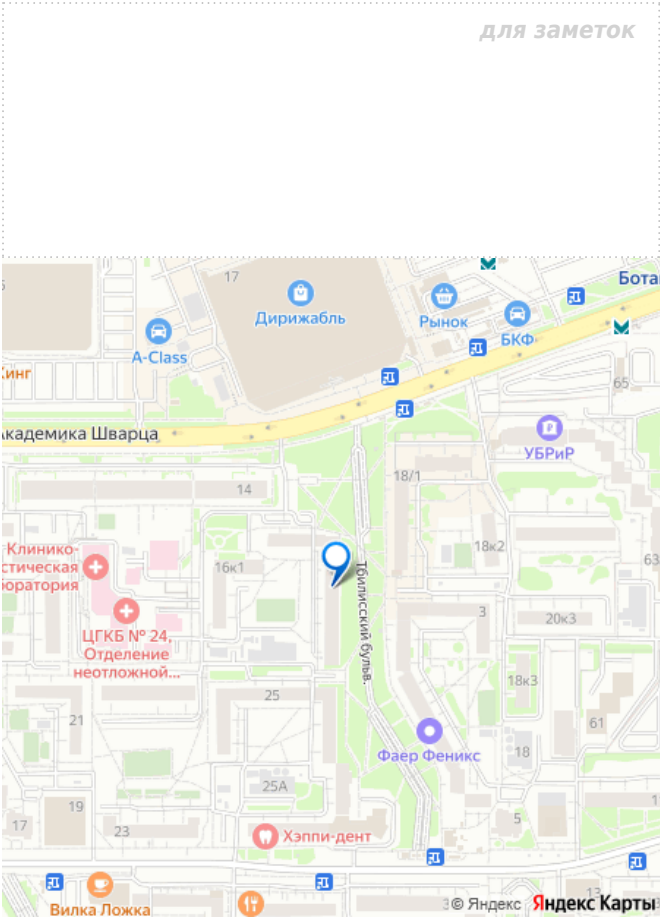 для заметок
17
Бота
Дирижабль
Рынок
БКФ
A-Class
Кинг
65
Академика Шварца
УБРиР
18/1
14
18к2
Клинико-
стическая
боратория
16к1
63
Тбилисский бульв.
ЦГКБ № 24,
Отделение
неотложной...
3
20к3
18к3
25
21
61
18
Фаер Феникс
25А
19
17
23
5
1
Хэппи-дент
Вилка Ложка
3
13
© Яндекс
Яндекс Карты